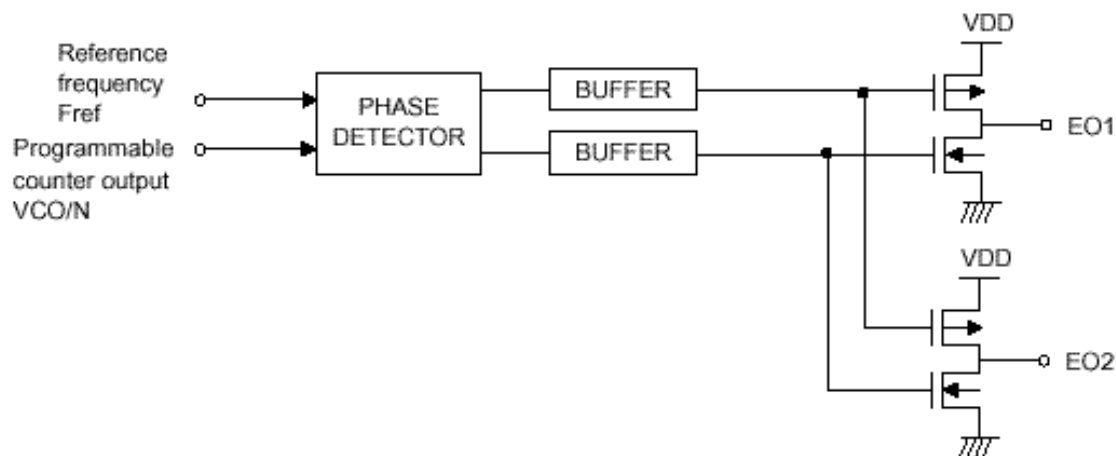 Reference
frequency
Fref
Programmable
counter output
VCO/N
PHASE
DETECTOR
BUFFER
BUFFER
VDD
EO1
VDD
EO2